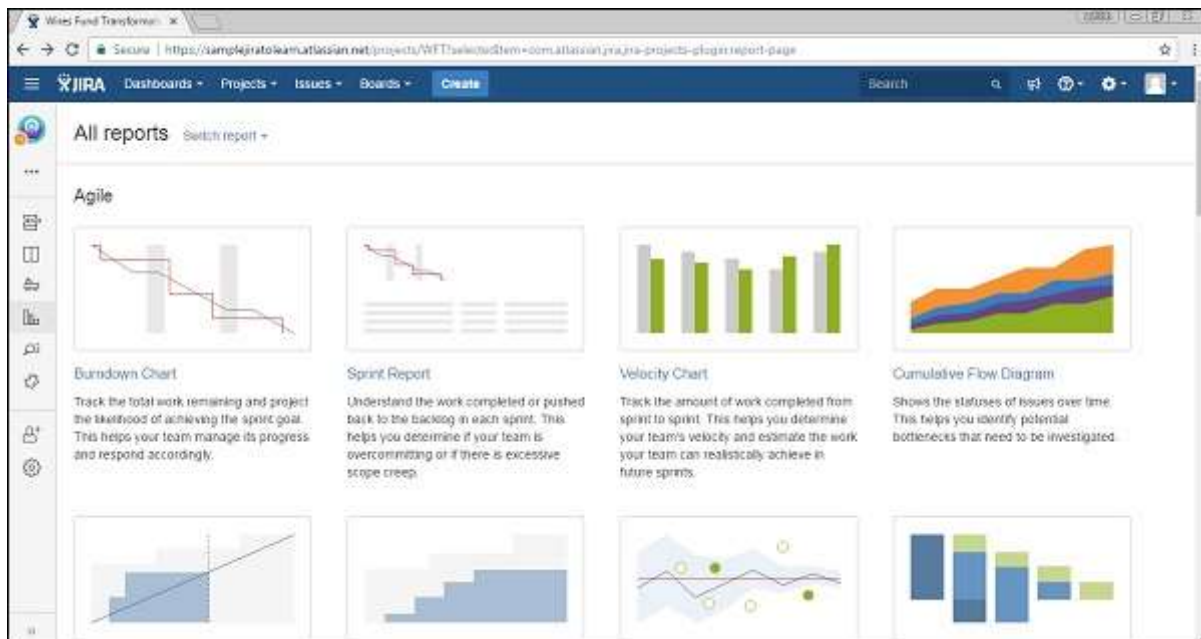 Wires Fund Transforma
Secure | https://samplejiratolearn.atlassian.net/projects/WFT?selectedItem=com.atlassian.jira.jira-projects-plugin:report-page
JIRA Dashboards Projects Issues Boards Create Search
All reports Switch report
Agile
Burndown Chart
Track the total work remaining and project
the likelihood of achieving the sprint goal.
This helps your team manage its progress
and respond accordingly.
Sprint Report
Understand the work completed or pushed
back to the backlog in each sprint. This
helps you determine if your team is
overcommitting or if there is excessive
scope creep.
Velocity Chart
Track the amount of work completed from
sprint to sprint. This helps you determine
your team's velocity and estimate the work
your team can realistically achieve in
future sprints.
Cumulative Flow Diagram
Shows the statuses of issues over time.
This helps you identify potential
bottlenecks that need to be investigated.